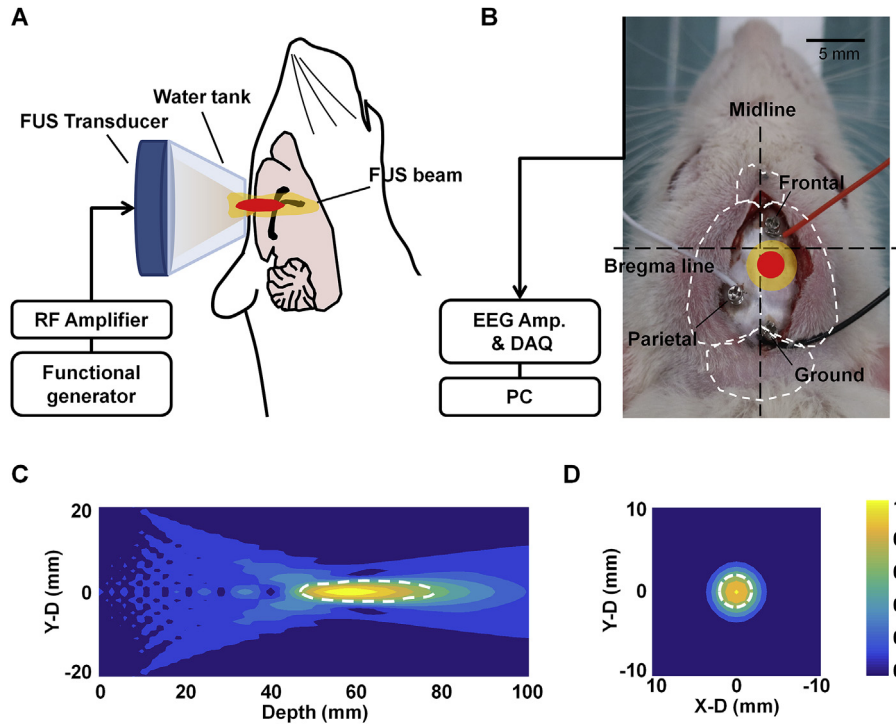 A
Water tank
FUS Transducer
FUS beam
RF Amplifier
Functional
generator
B
5 mm
Midline
Frontal
Bregma line
Parietal
Ground
EEG Amp.
& DAQ
PC
C
20
0
-20
Y-D (mm)
0
20
40
60
80
100
Depth (mm)
D
10
0
-10
Y-D (mm)
10
0
-10
X-D (mm)